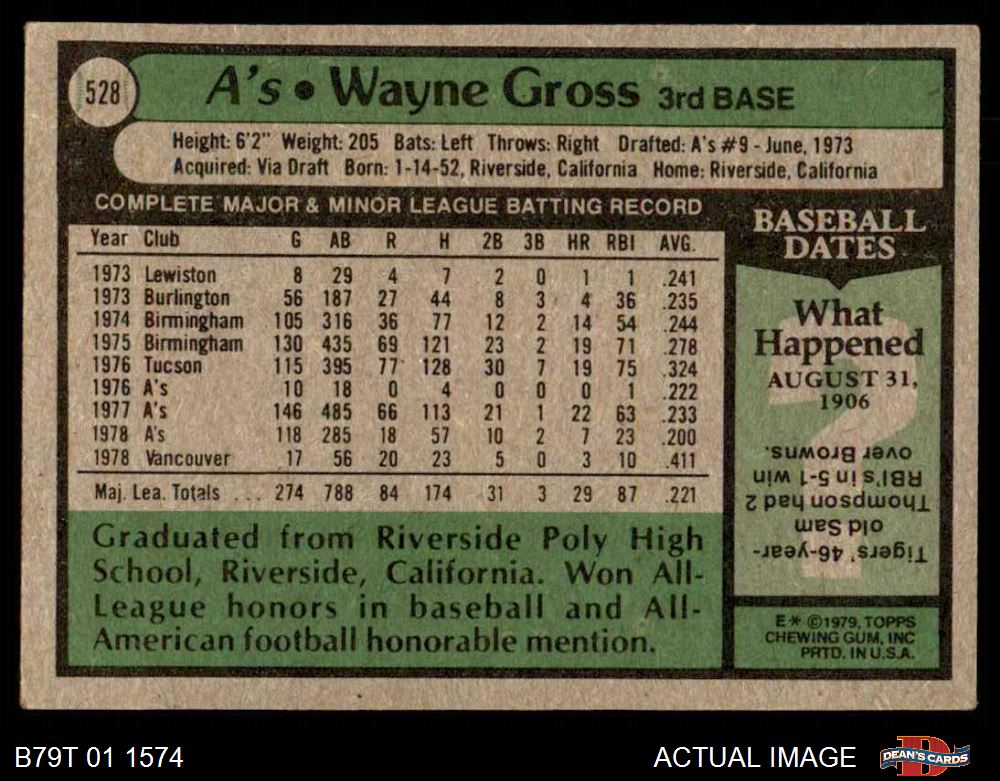 528
A's • Wayne Gross 3rd BASE
Height: 6'2" Weight: 205 Bats: Left Throws: Right Drafted: A's #9 - June, 1973
Acquired: Via Draft Born: 1-14-52, Riverside, California Home: Riverside, California
COMPLETE MAJOR & MINOR LEAGUE BATTING RECORD
Year Club G AB R H 2B 3B HR RBI AVG.
1973 Lewiston 8 29 4 7 2 0 1 1 .241
1973 Burlington 56 187 27 44 8 3 4 36 .235
1974 Birmingham 105 316 36 77 12 2 14 54 .244
1975 Birmingham 130 435 69 121 23 2 19 71 .278
1976 Tucson 115 395 77 128 30 7 19 75 .324
1976 A's 10 18 0 4 0 0 0 1 .222
1977 A's 146 485 66 113 21 1 22 63 .233
1978 A's 118 285 18 57 10 2 7 23 .200
1978 Vancouver 17 56 20 23 5 0 3 10 .411
Maj. Lea. Totals ... 274 788 84 174 31 3 29 87 .221
Graduated from Riverside Poly High
School, Riverside, California. Won All-
League honors in baseball and All-
American football honorable mention.
BASEBALL
DATES
What
Happened
AUGUST 31,
1906
?
Tigers' 46-year-
old Sam
Thompson had 2
RBI's in 5-1 win
over Browns.
E* ©1979, TOPPS
CHEWING GUM, INC
PRTD. IN U.S.A.
B79T 01 1574
ACTUAL IMAGE
D
DEAN'S CARDS